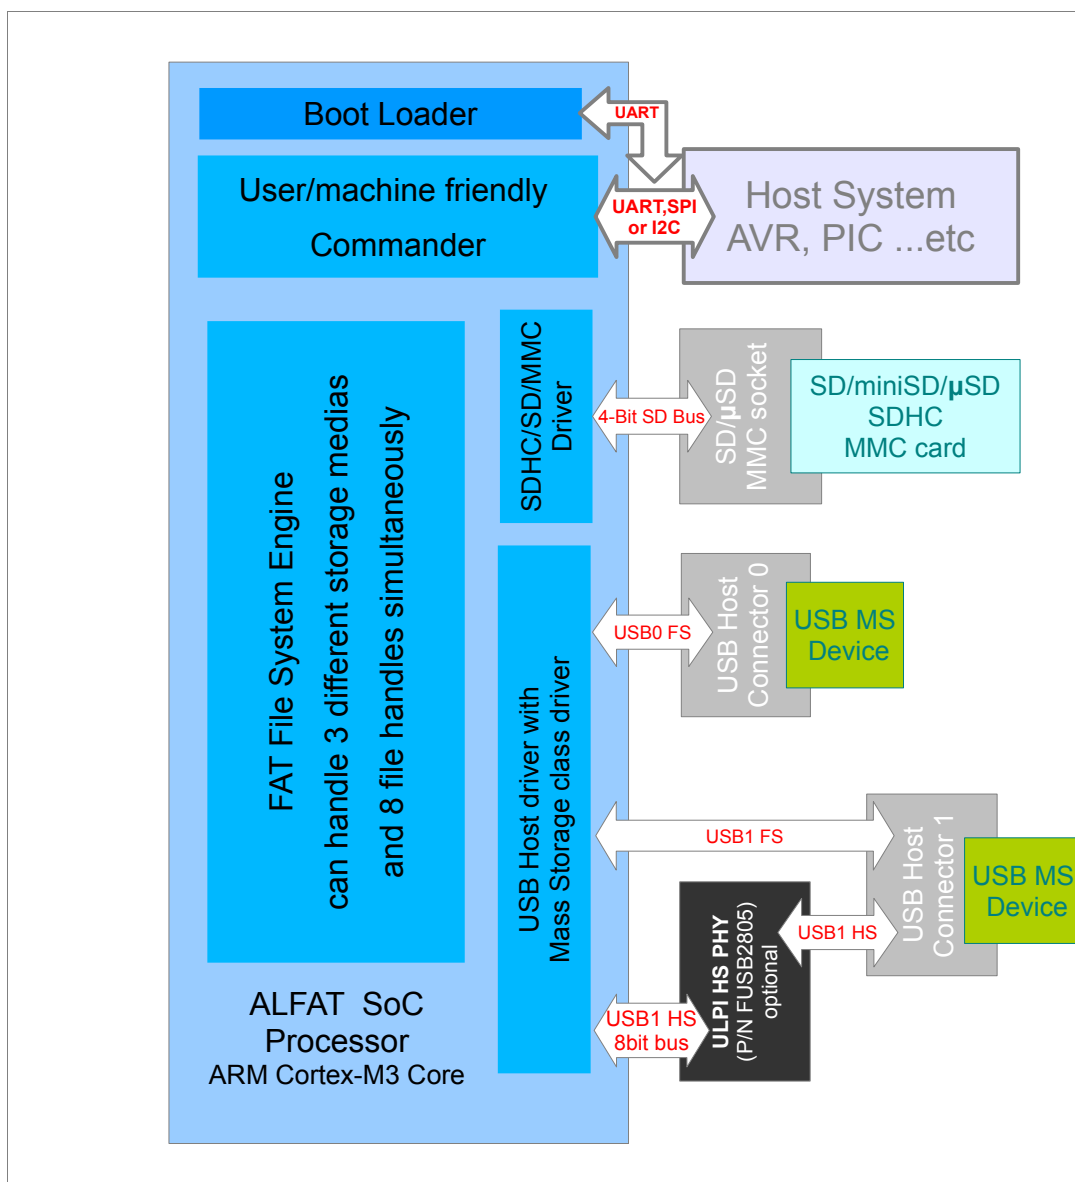 Boot Loader
UART
User/machine friendly
Commander
UART,SPI
or I2C
Host System
AVR, PIC ...etc
FAT File System Engine
can handle 3 different storage medias
and 8 file handles simultaneously
SDHC/SD/MMC
Driver
4-Bit SD Bus
SD/µSD
MMC socket
SD/miniSD/µSD
SDHC
MMC card
USB Host driver with
Mass Storage class driver
USB0 FS
USB Host
Connector 0
USB MS
Device
USB1 FS
USB Host
Connector 1
USB MS
Device
USB1 HS
ULPI HS PHY
(P/N FUSB2805)
optional
USB1 HS
8bit bus
ALFAT SoC
Processor
ARM Cortex-M3 Core